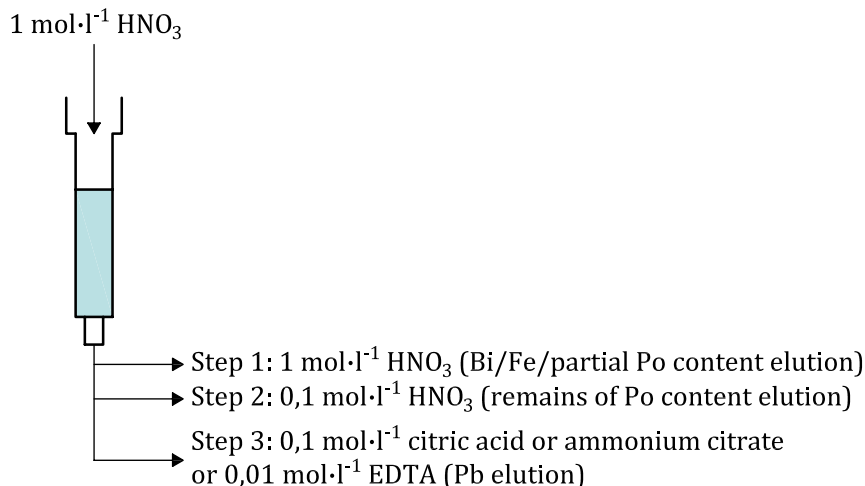 1 mol·l⁻¹ HNO₃
Step 1: 1 mol·l⁻¹ HNO₃ (Bi/Fe/partial Po content elution)
Step 2: 0,1 mol·l⁻¹ HNO₃ (remains of Po content elution)
Step 3: 0,1 mol·l⁻¹ citric acid or ammonium citrate
or 0,01 mol·l⁻¹ EDTA (Pb elution)